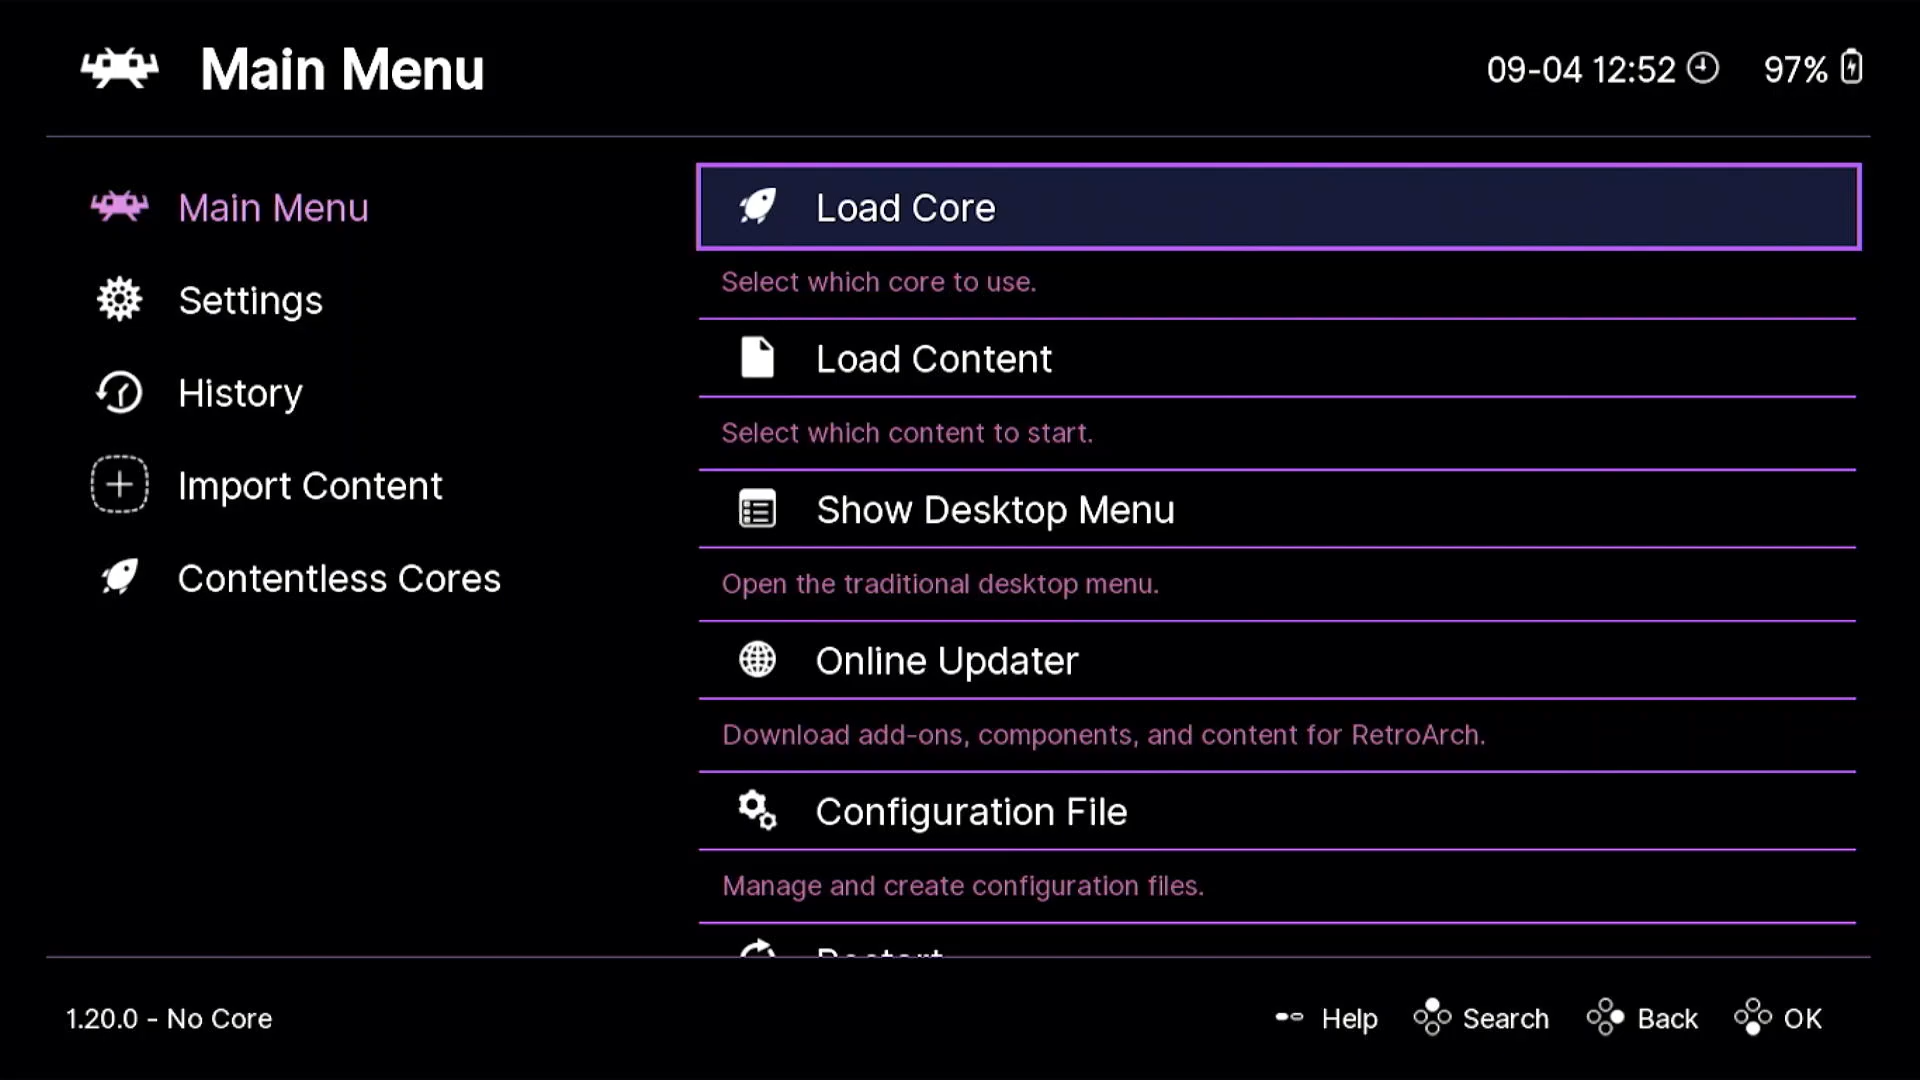 Main Menu
09-04 12:52
97%
Main Menu
Settings
History
Import Content
Contentless Cores
Load Core
Select which core to use.
Load Content
Select which content to start.
Show Desktop Menu
Open the traditional desktop menu.
Online Updater
Download add-ons, components, and content for RetroArch.
Configuration File
Manage and create configuration files.
Restart
1.20.0 - No Core
Help
Search
Back
OK